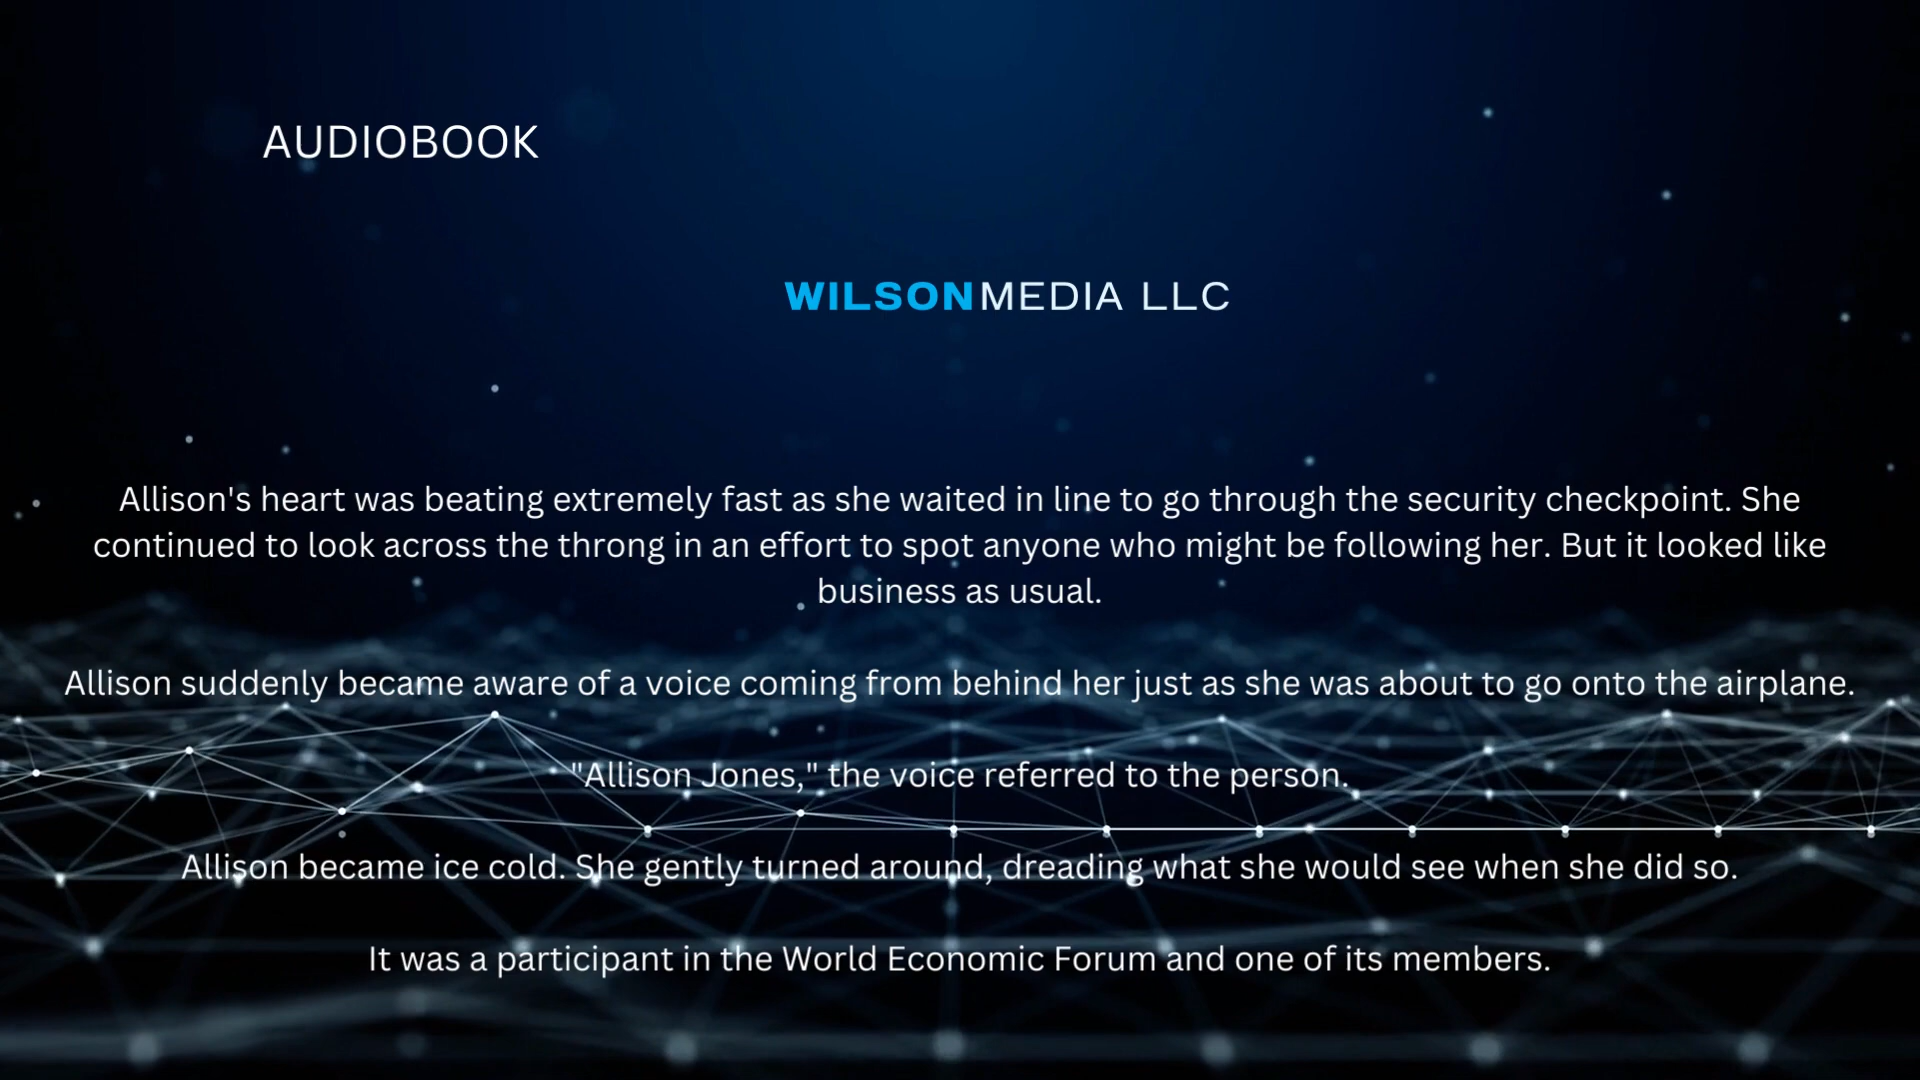 AUDIOBOOK
WILSONMEDIA LLC
Allison's heart was beating extremely fast as she waited in line to go through the security checkpoint. She
continued to look across the throng in an effort to spot anyone who might be following her. But it looked like
business as usual.
Allison suddenly became aware of a voice coming from behind her just as she was about to go onto the airplane.
"Allison Jones," the voice referred to the person.
Allison became ice cold. She gently turned around, dreading what she would see when she did so.
It was a participant in the World Economic Forum and one of its members.